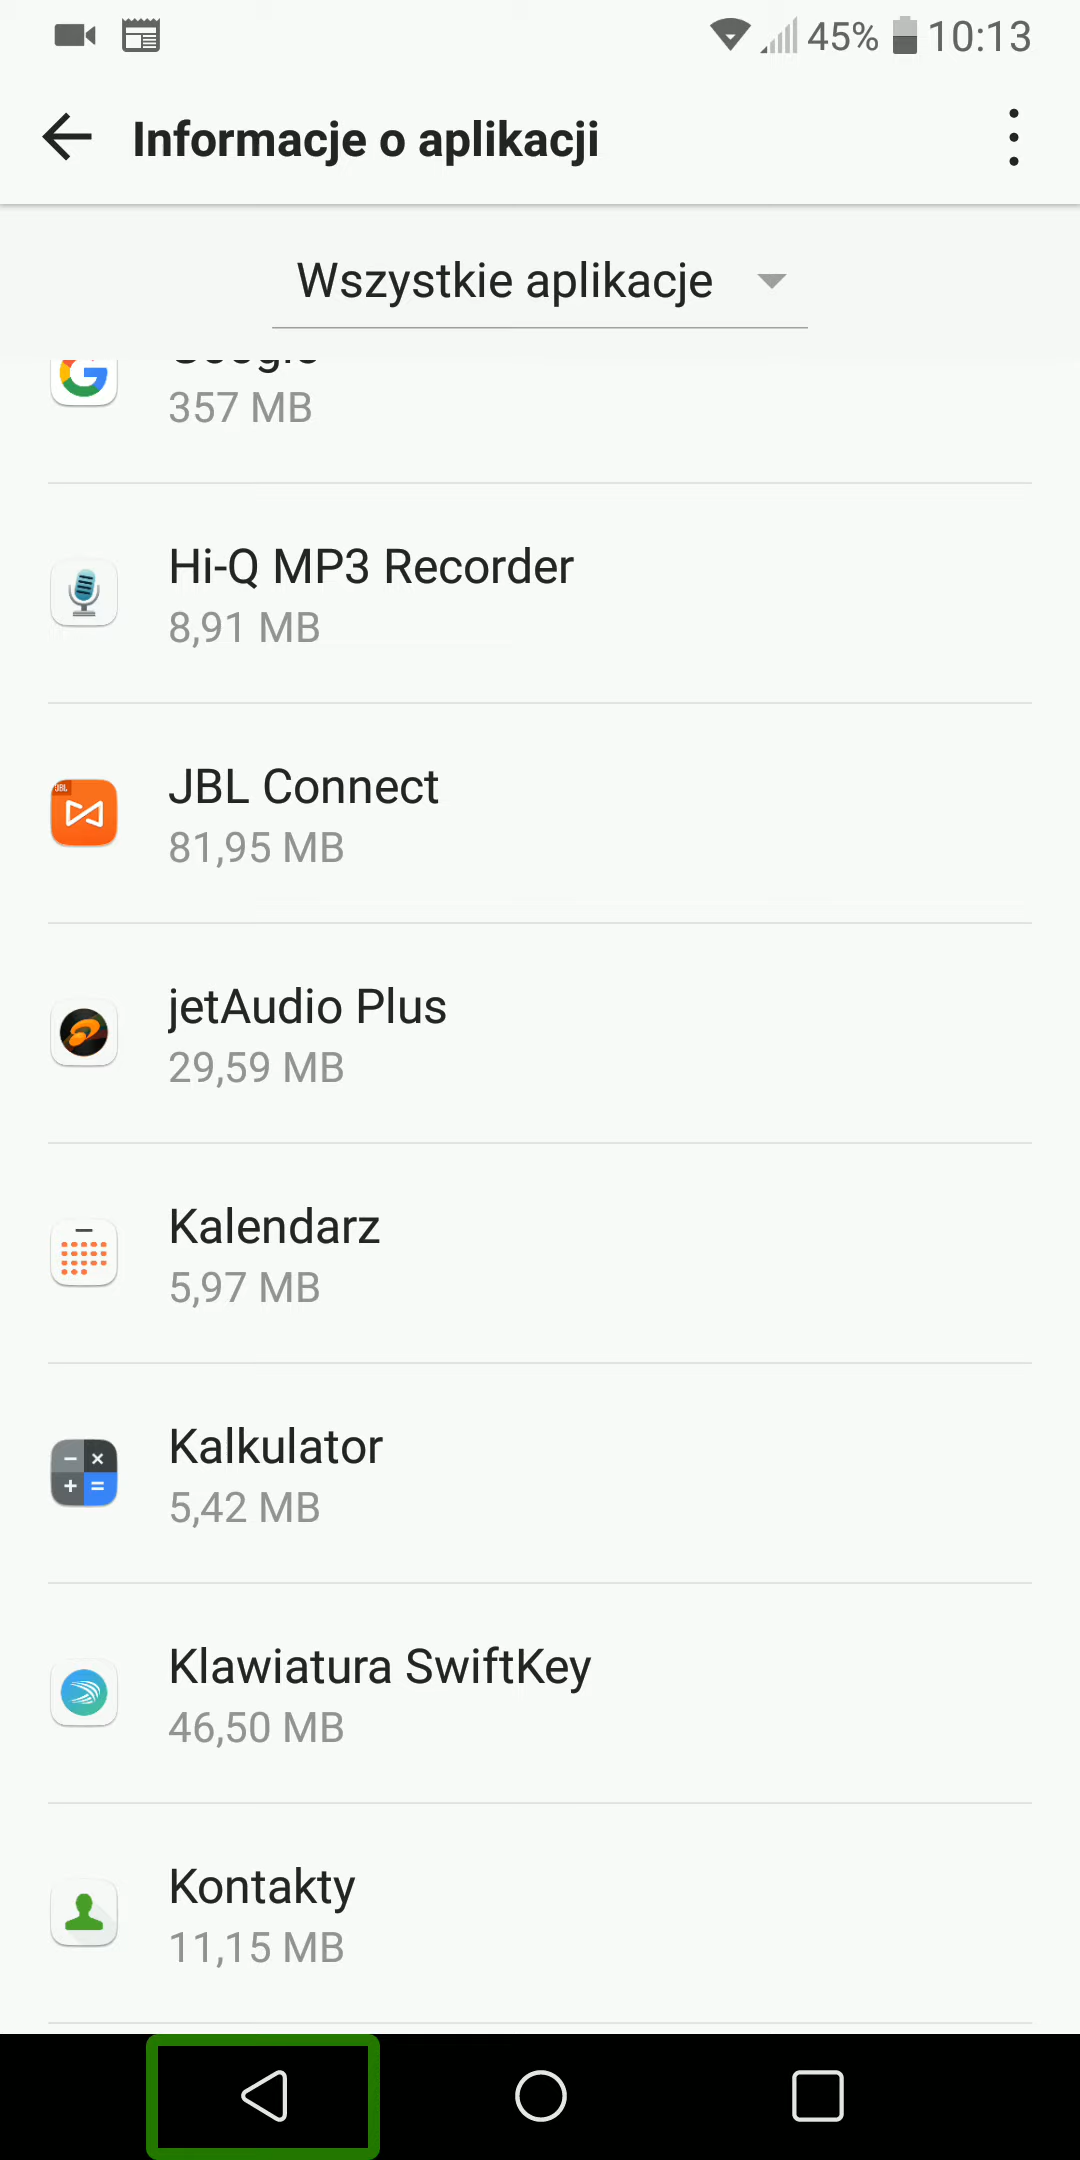 45% 10:13
Informacje o aplikacji
Wszystkie aplikacje
Google
357 MB
Hi-Q MP3 Recorder
8,91 MB
JBL
JBL Connect
81,95 MB
jetAudio Plus
29,59 MB
Kalendarz
5,97 MB
Kalkulator
5,42 MB
Klawiatura SwiftKey
46,50 MB
Kontakty
11,15 MB